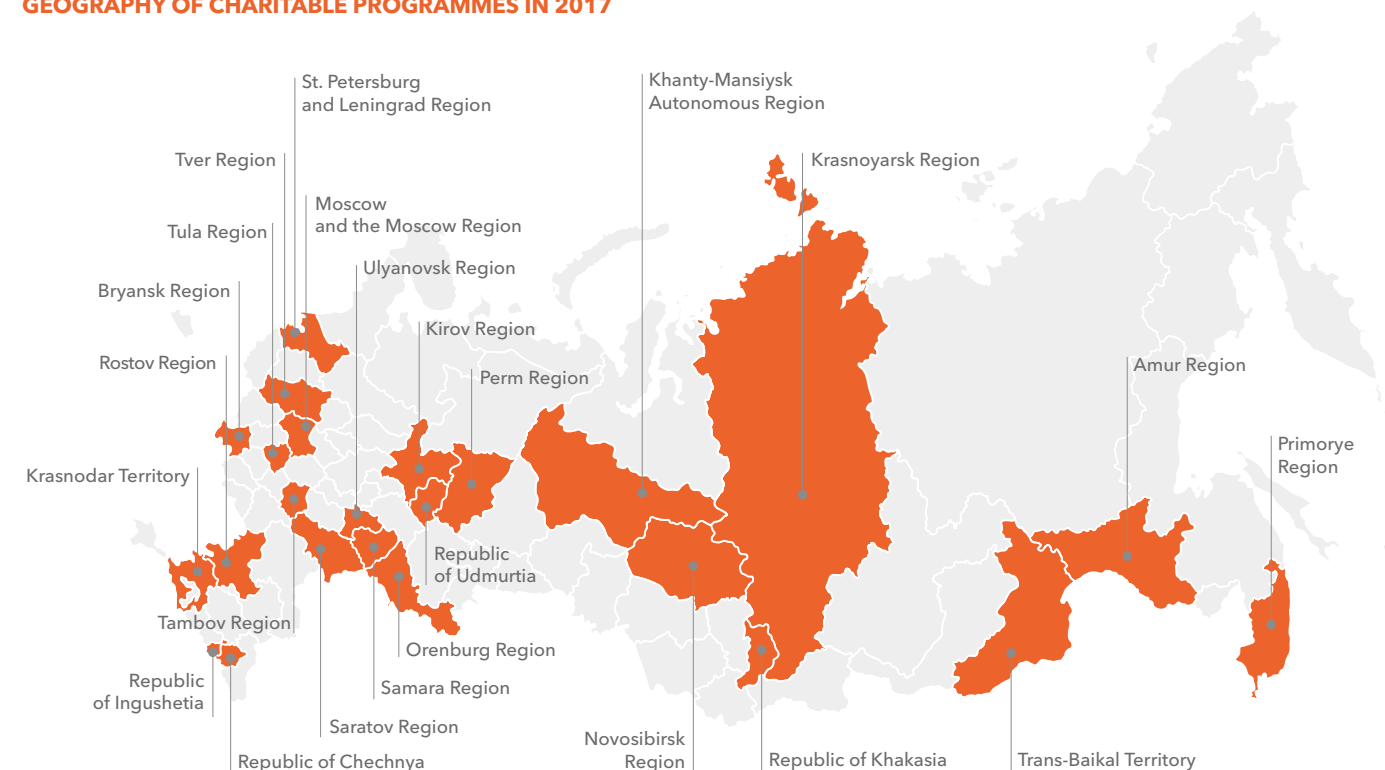 GEOGRAPHY OF CHARITABLE PROGRAMMES IN 2017
St. Petersburg
and Leningrad Region
Khanty-Mansiysk
Autonomous Region
Tver Region
Krasnoyarsk Region
Moscow
and the Moscow Region
Tula Region
Ulyanovsk Region
Bryansk Region
Kirov Region
Rostov Region
Perm Region
Amur Region
Primorye
Region
Krasnodar Territory
Republic
of Udmurtia
Tambov Region
Orenburg Region
Republic
of Ingushetia
Samara Region
Saratov Region
Novosibirsk
Region
Republic of Chechnya
Republic of Khakasia
Trans-Baikal Territory